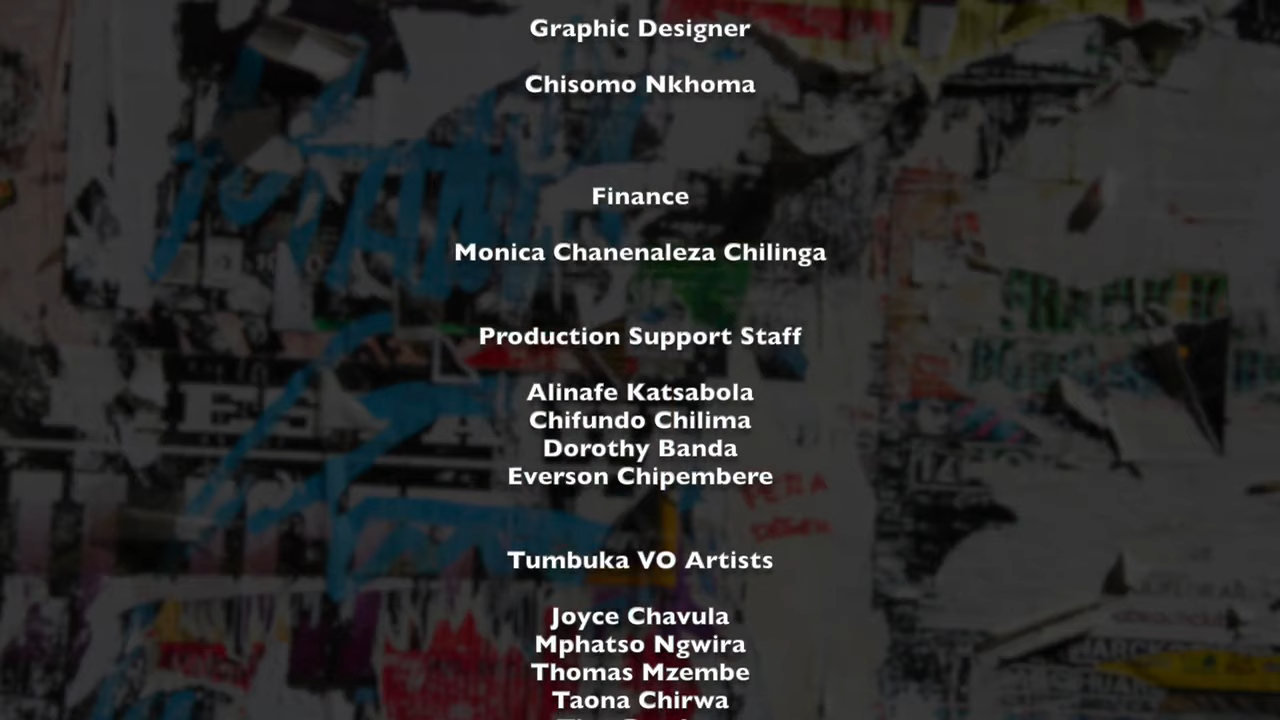 Graphic Designer
Chisomo Nkhoma
Finance
Monica Chanenaleza Chilinga
Production Support Staff
Alinafe Katsabola
Chifundo Chilima
Dorothy Banda
Everson Chipembere
Tumbuka VO Artists
Joyce Chavula
Mphatso Ngwira
Thomas Mzembe
Taona Chirwa